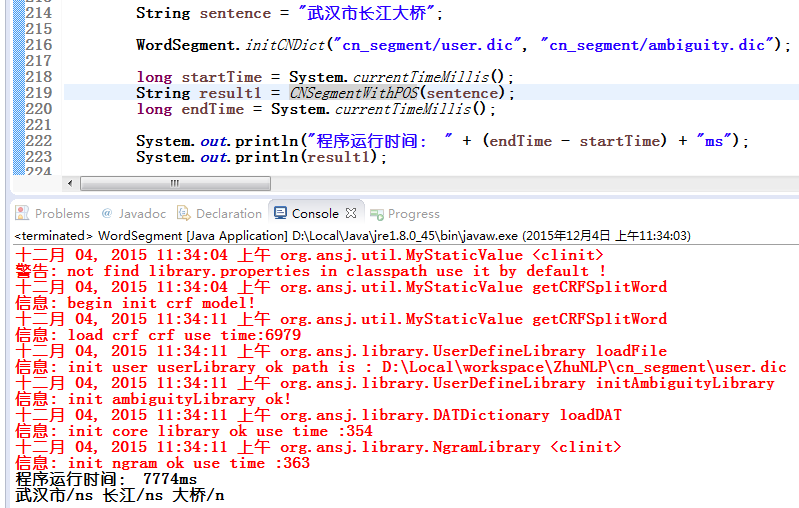 214 String sentence = "武汉市长江大桥";
215
216 WordSegment.initCNDict("cn_segment/user.dic", "cn_segment/ambiguity.dic");
217
218 long startTime = System.currentTimeMillis();
219 String result1 = CNSegmentWithPOS(sentence);
220 long endTime = System.currentTimeMillis();
221
222 System.out.println("程序运行时间: " + (endTime - startTime) + "ms");
223 System.out.println(result1);
224
Problems @ Javadoc Declaration Console Progress
<terminated> WordSegment [Java Application] D:\Local\Java\jre1.8.0_45\bin\javaw.exe (2015年12月4日 上午11:34:03)
十二月 04, 2015 11:34:04 上午 org.ansj.util.MyStaticValue <clinit>
警告: not find library.properties in classpath use it by default !
十二月 04, 2015 11:34:04 上午 org.ansj.util.MyStaticValue getCRFSplitWord
信息: begin init crf model!
十二月 04, 2015 11:34:11 上午 org.ansj.util.MyStaticValue getCRFSplitWord
信息: load crf crf use time:6979
十二月 04, 2015 11:34:11 上午 org.ansj.library.UserDefineLibrary loadFile
信息: init user userLibrary ok path is : D:\Local\workspace\ZhuNLP\cn_segment\user.dic
十二月 04, 2015 11:34:11 上午 org.ansj.library.UserDefineLibrary initAmbiguityLibrary
信息: init ambiguityLibrary ok!
十二月 04, 2015 11:34:11 上午 org.ansj.library.DATDictionary loadDAT
信息: init core library ok use time :354
十二月 04, 2015 11:34:11 上午 org.ansj.library.NgramLibrary <clinit>
信息: init ngram ok use time :363
程序运行时间: 7774ms
武汉市/ns 长江/ns 大桥/n